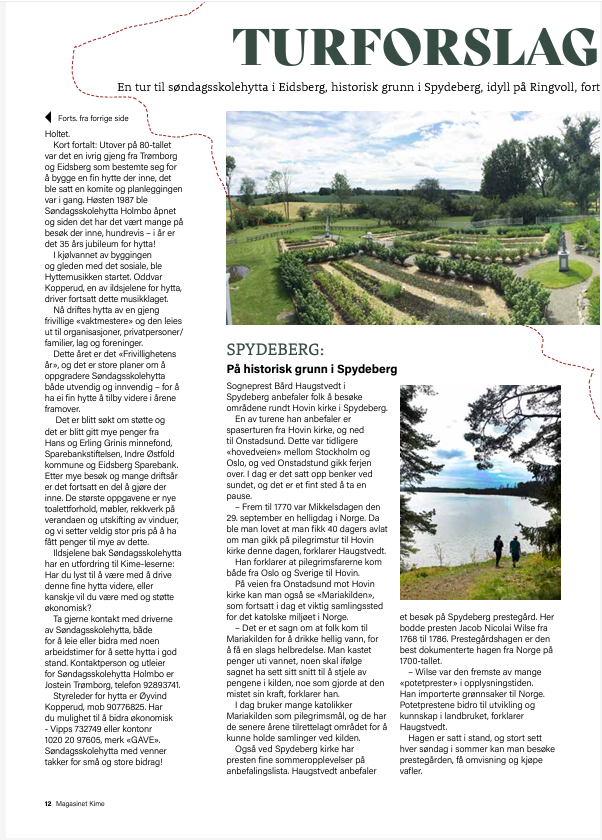 TURFORSLAG
En tur til søndagsskolehytta i Eidsberg, historisk grunn i Spydeberg, idyll på Ringvoll, fort
Forts. fra forrige side
Holtet.
Kort fortalt: Utover på 80-tallet
var det en ivrig gjeng fra Trømborg
og Eidsberg som bestemte seg for
å bygge en fin hytte der inne, det
ble satt en komite og planleggingen
var i gang. Høsten 1987 ble
Søndagsskolehytta Holmbo åpnet
og siden det har det vært mange på
besøk der inne, hundrevis – i år er
det 35 års jubileum for hytta!
I kjølvannet av byggingen
og gleden med det sosiale, ble
Hyttemusikken startet. Oddvar
Kopperud, en av ildsjelene for hytta,
driver fortsatt dette musikklaget.
Nå driftes hytta av en gjeng
frivillige «vaktmestere» og den leies
ut til organisasjoner, privatpersoner/
familier, lag og foreninger.
Dette året er det «Frivillighetens
år», og det er store planer om å
oppgradere Søndagsskolehytta
både utvendig og innvendig – for å
ha ei fin hytte å tilby videre i årene
framover.
Det er blitt søkt om støtte og
det er blitt gitt mye penger fra
Hans og Erling Grinis minnefond,
Sparebankstiftelsen, Indre Østfold
kommune og Eidsberg Sparebank.
Etter mye besøk og mange driftsår
er det fortsatt en del å gjøre der
inne. De største oppgavene er nye
toalettforhold, møbler, rekkverk på
verandaen og utskifting av vinduer,
og vi setter veldig stor pris på å ha
fått penger til mye av dette.
Ildsjelene bak Søndagsskolehytta
har en utfordring til Kime-leserne:
Har du lyst til å være med å drive
denne fine hytta videre, eller
kanskje vil du være med og støtte
økonomisk?
Ta gjerne kontakt med driverne
av Søndagsskolehytta, både
for å leie eller bidra med noen
arbeidstimer for å sette hytta i god
stand. Kontaktperson og utleier
for Søndagsskolehytta Holmbo er
Jostein Trømborg, telefon 92893741.
Styreleder for hytta er Øyvind
Kopperud, mob 90776825. Har
du mulighet til å bidra økonomisk
- Vipps 732749 eller kontonr
1020 20 97605, merk «GAVE».
Søndagsskolehytta med venner
takker for små og store bidrag!
SPYDEBERG:
På historisk grunn i Spydeberg
Sogneprest Bård Haugstvedt i
Spydeberg anbefaler folk å besøke
områdene rundt Hovin kirke i Spydeberg.
En av turene han anbefaler er
spaserturen fra Hovin kirke, og ned
til Onstadsund. Dette var tidligere
«hovedveien» mellom Stockholm og
Oslo, og ved Onstadstund gikk ferjen
over. I dag er det satt opp benker ved
sundet, og det er et fint sted å ta en
pause.
– Frem til 1770 var Mikkelsdagen den
29. september en helligdag i Norge. Da
ble man lovet at man fikk 40 dagers avlat
om man gikk på pilegrimstur til Hovin
kirke denne dagen, forklarer Haugstvedt.
Han forklarer at pilegrimsfarerne kom
både fra Oslo og Sverige til Hovin.
På veien fra Onstadsund mot Hovin
kirke kan man også se «Mariakilden»,
som fortsatt i dag et viktig samlingssted
for det katolske miljøet i Norge.
– Det er et sagn om at folk kom til
Mariakilden for å drikke hellig vann, for
å få en slags helbredelse. Man kastet
penger uti vannet, noen skal ifølge
sagnet ha sett sitt snitt til å stjele av
pengene i kilden, noe som gjorde at den
mistet sin kraft, forklarer han.
I dag bruker mange katolikker
Mariakilden som pilegrimsmål, og de har
de senere årene tilrettelagt området for å
kunne holde samlinger ved kilden.
Også ved Spydeberg kirke har
presten fine sommeropplevelser på
anbefalingslista. Haugstvedt anbefaler
et besøk på Spydeberg prestegård. Her
bodde presten Jacob Nicolai Wilse fra
1768 til 1786. Prestegårdshagen er den
best dokumenterte hagen fra Norge på
1700-tallet.
– Wilse var den fremste av mange
«potetprester» i opplysningstiden.
Han importerte grønnsaker til Norge.
Potetprestene bidro til utvikling og
kunnskap i landbruket, forklarer
Haugstvedt.
Hagen er satt i stand, og stort sett
hver søndag i sommer kan man besøke
prestegården, få omvisning og kjøpe
vafler.
12 Magasinet Kime